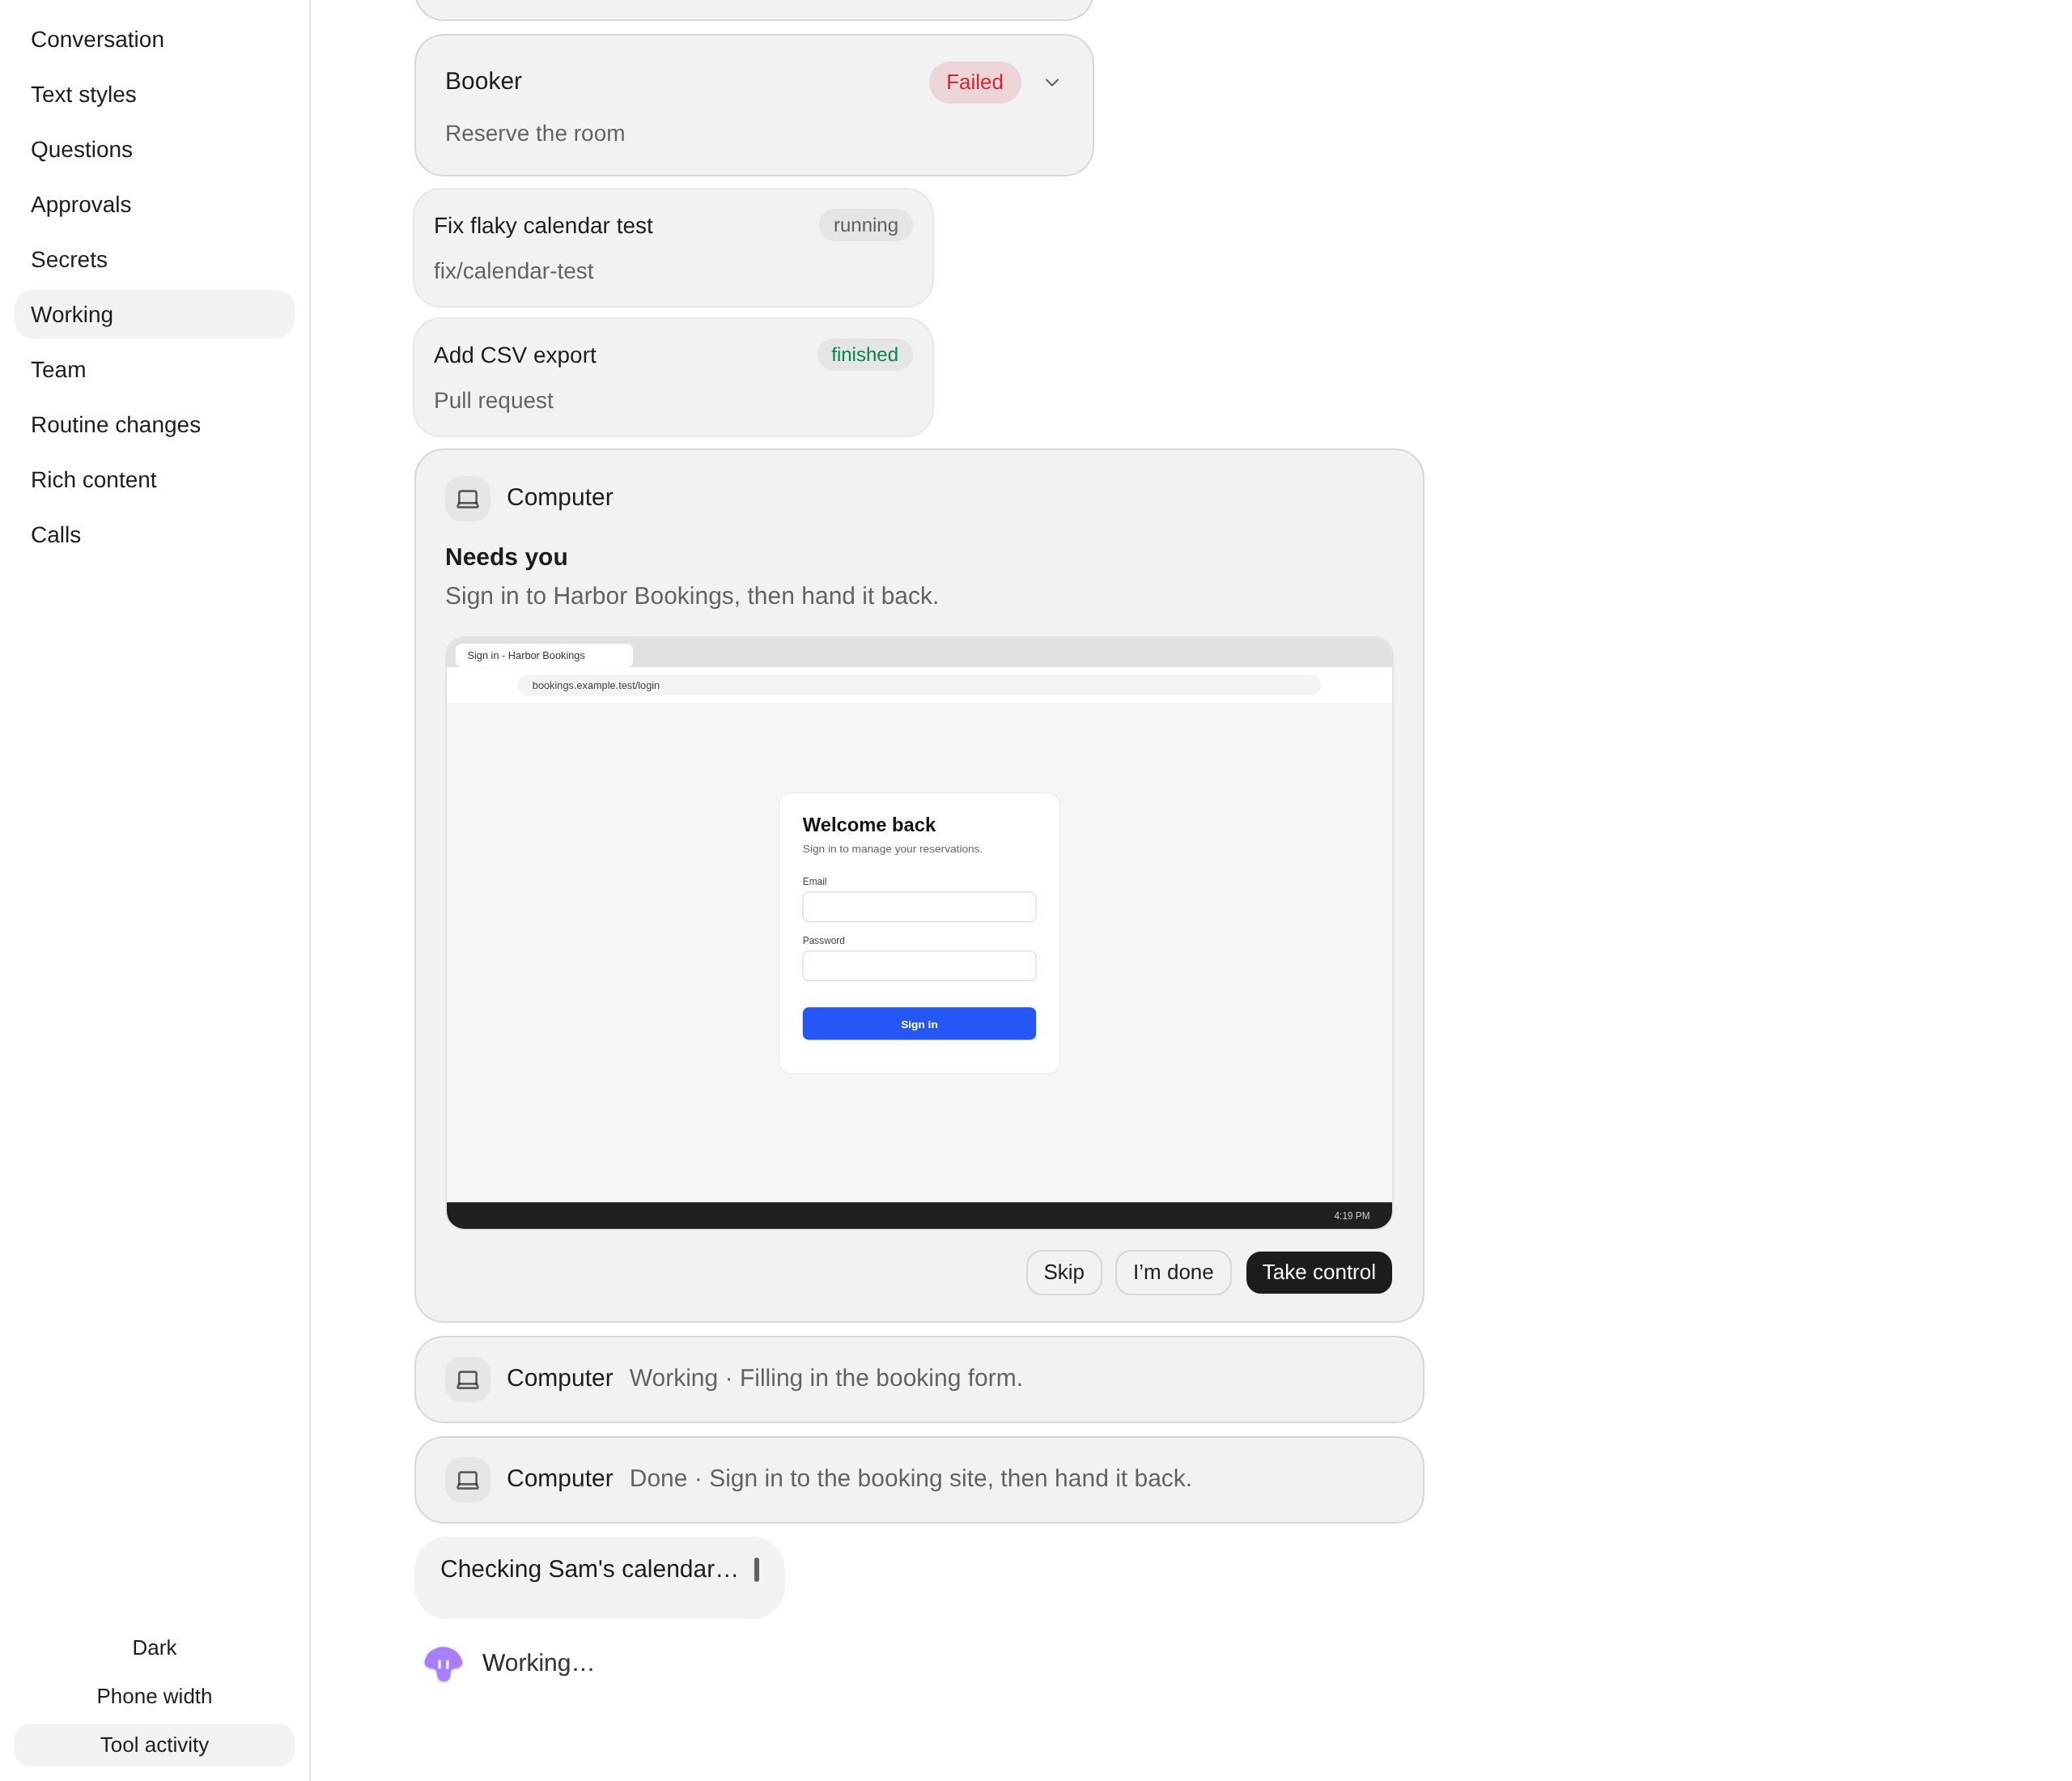 Conversation
Text styles
Questions
Approvals
Secrets
Working
Team
Routine changes
Rich content
Calls
Dark
Phone width
Tool activity
Booker
Failed
Reserve the room
Fix flaky calendar test
running
fix/calendar-test
Add CSV export
finished
Pull request
Computer
Needs you
Sign in to Harbor Bookings, then hand it back.
Sign in - Harbor Bookings
bookings.example.test/login
Welcome back
Sign in to manage your reservations.
Email
Password
Sign in
4:19 PM
Skip
I’m done
Take control
Computer Working · Filling in the booking form.
Computer Done · Sign in to the booking site, then hand it back.
Checking Sam's calendar…
Working…